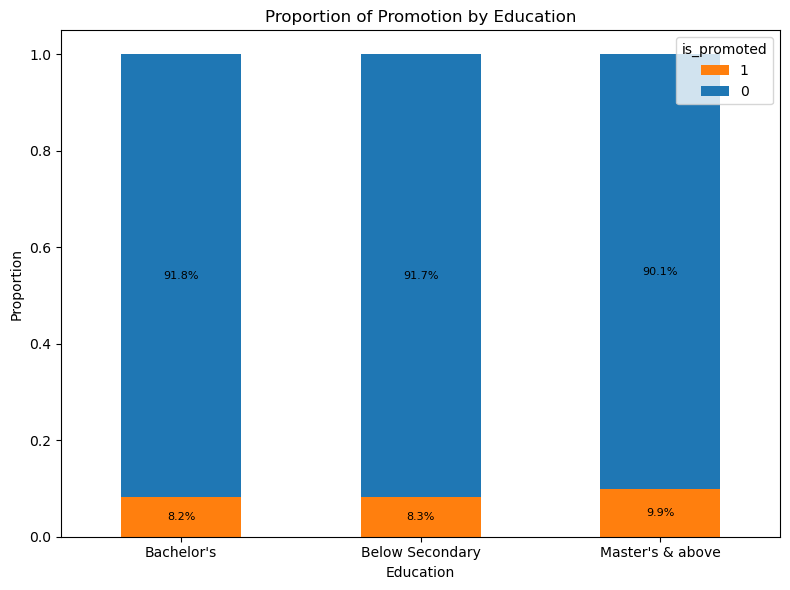 Proportion of Promotion by Education
is_promoted
1
0
1.0
0.8
0.6
0.4
0.2
0.0
Proportion
91.8%
91.7%
90.1%
8.2%
8.3%
9.9%
Bachelor's
Below Secondary
Master's & above
Education